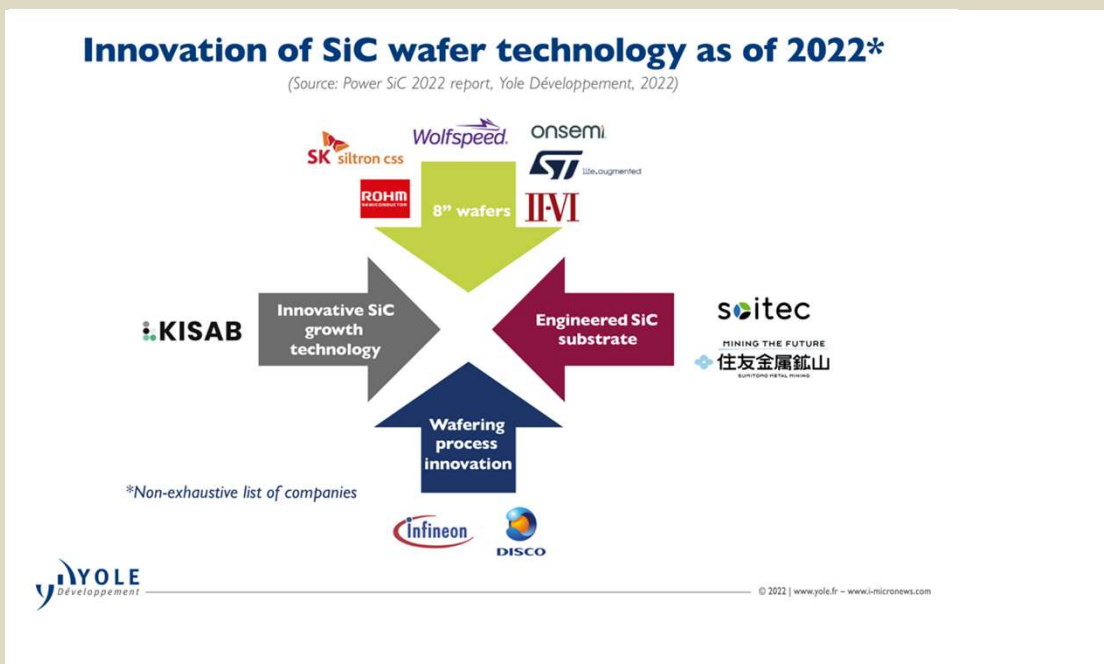 Innovation of SiC wafer technology as of 2022*
(Source: Power SiC 2022 report, Yole Développement, 2022)
SK siltron css
Wolfspeed.
onsemi
ST life.augmented
ROHM
SEMICONDUCTOR
8” wafers
II-VI
KISAB
Innovative SiC
growth
technology
Engineered SiC
substrate
soitec
MINING THE FUTURE
住友金属鉱山
SUMITOMO METAL MINING
Wafering
process
innovation
*Non-exhaustive list of companies
infineon
DISCO
YOLE
Développement
© 2022 | www.yole.fr – www.i-micronews.com